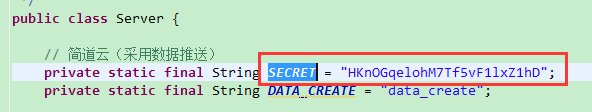 */
public class Server {
// 简道云（采用数据推送）
private static final String SECRET = "HKnOGqelohM7Tf5vF1lxZ1hD";
private static final String DATA_CREATE = "data_create";